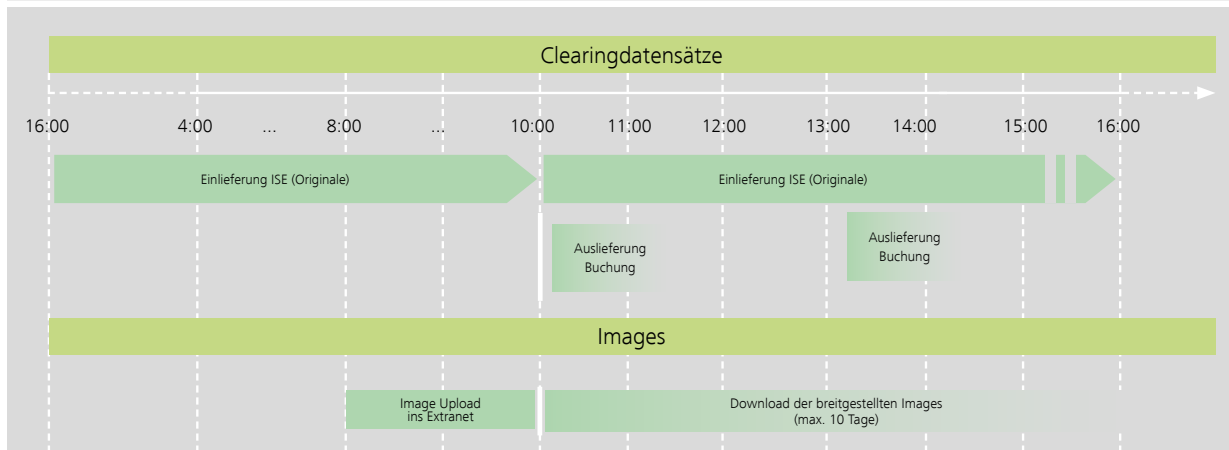 Clearingdatensätze
16:00 4:00 ... 8:00 ... 10:00 11:00 12:00 13:00 14:00 15:00 16:00
Einlieferung ISE (Originale) Einlieferung ISE (Originale)
Auslieferung
Buchung
Auslieferung
Buchung
Images
Image Upload
ins Extranet
Download der breitgestellten Images
(max. 10 Tage)